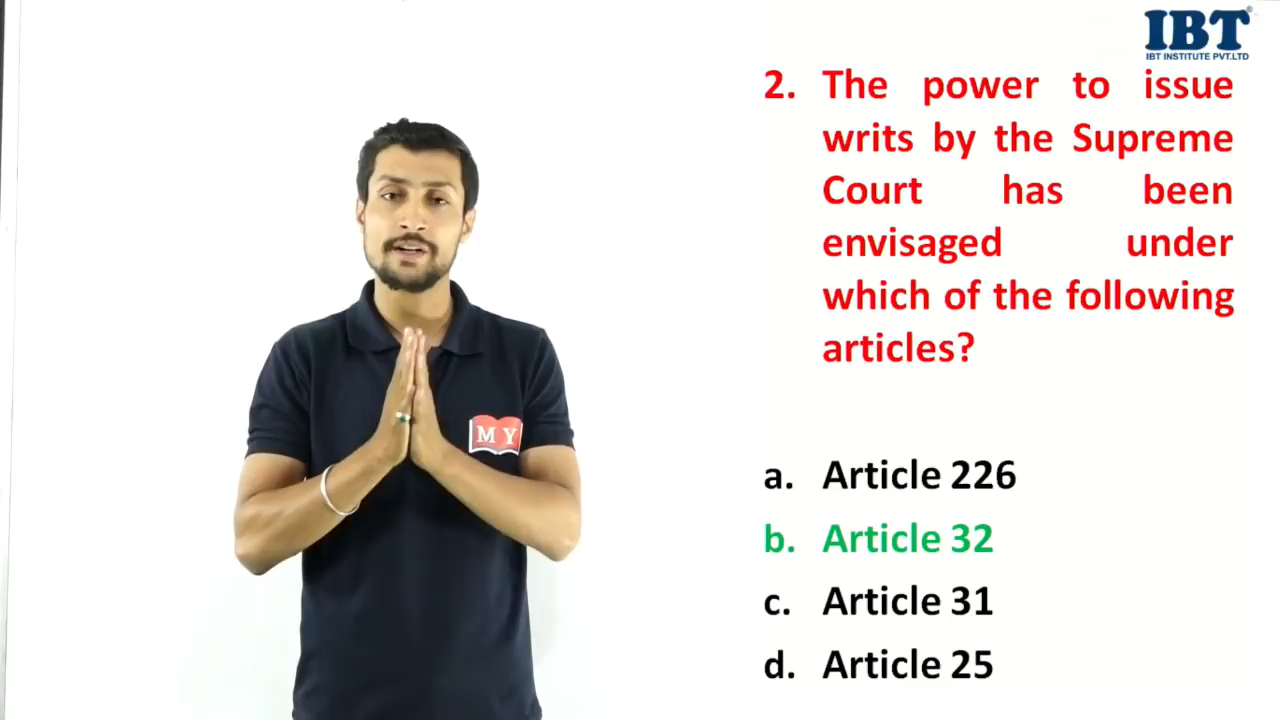 IBT
IBT INSTITUTE PVT.LTD
2. The power to issue
writs by the Supreme
Court has been
envisaged under
which of the following
articles?
a. Article 226
b. Article 32
c. Article 31
d. Article 25
M Y